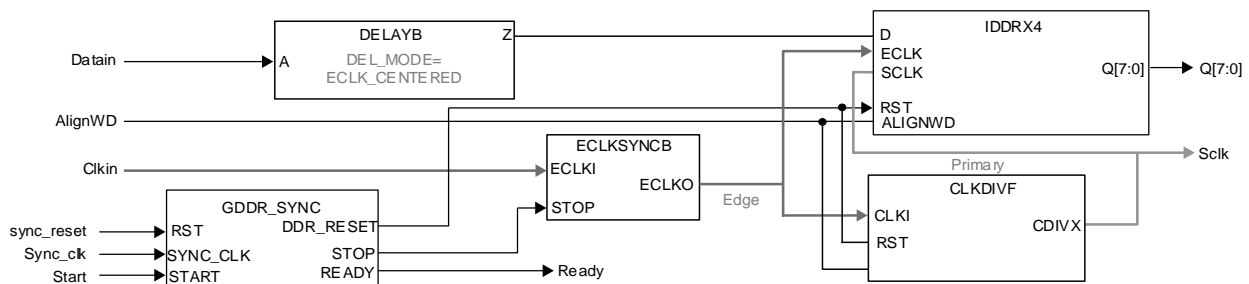 DELAYB
IDDRX4
Datain
A
Z
DEL_MODE=
ECLK_CENTERED
D
ECLK
SCLK
Q[7:0]
Q[7:0]
RST
ALIGNWD
AlignWD
ECLKSYNCB
Clkin
ECLKI
ECLKO
STOP
Edge
Primary
Sclk
GDDR_SYNC
CLKDIVF
sync_reset
RST
DDR_RESET
CLKI
CDIVX
RST
Sync_clk
SYNC_CLK
STOP
Start
START
READY
Ready